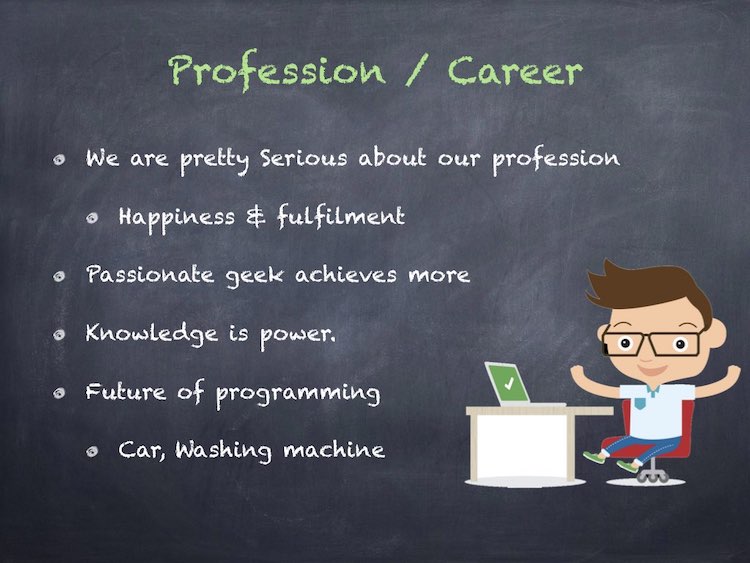 Profession / Career
We are pretty Serious about our profession
Happiness & fulfilment
Passionate geek achieves more
Knowledge is power.
Future of programming
Car, Washing machine